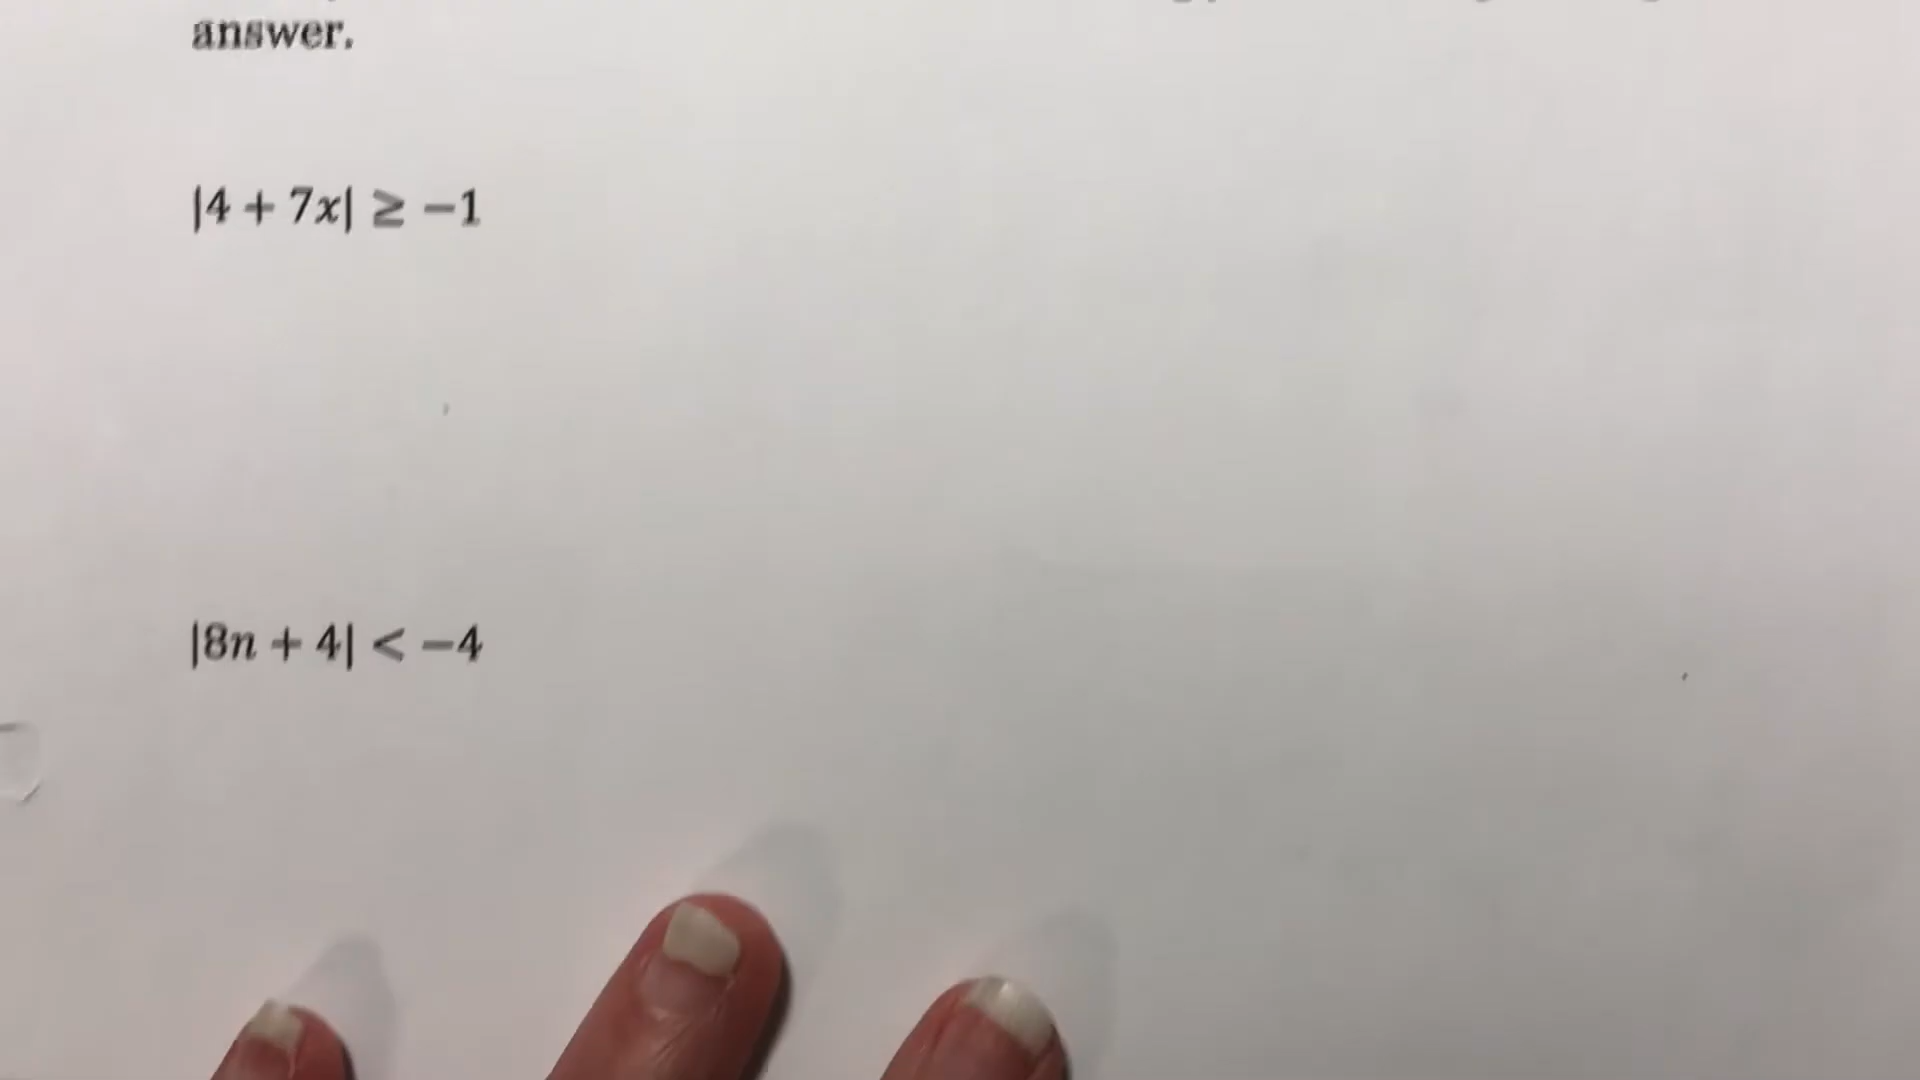 answer.
|4 + 7x| ≥ −1
|8n + 4| < −4